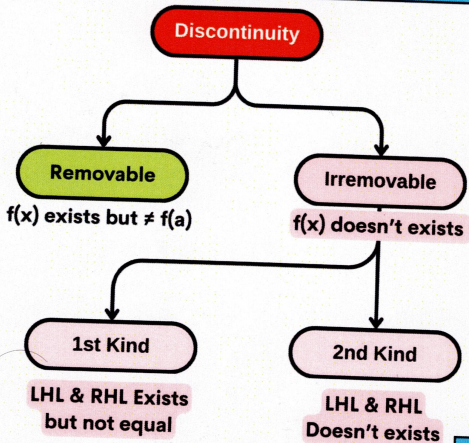 Discontinuity
Removable
Irremovable
f(x) exists but ≠ f(a)
f(x) doesn't exists
1st Kind
2nd Kind
LHL & RHL Exists
but not equal
LHL & RHL
Doesn't exists